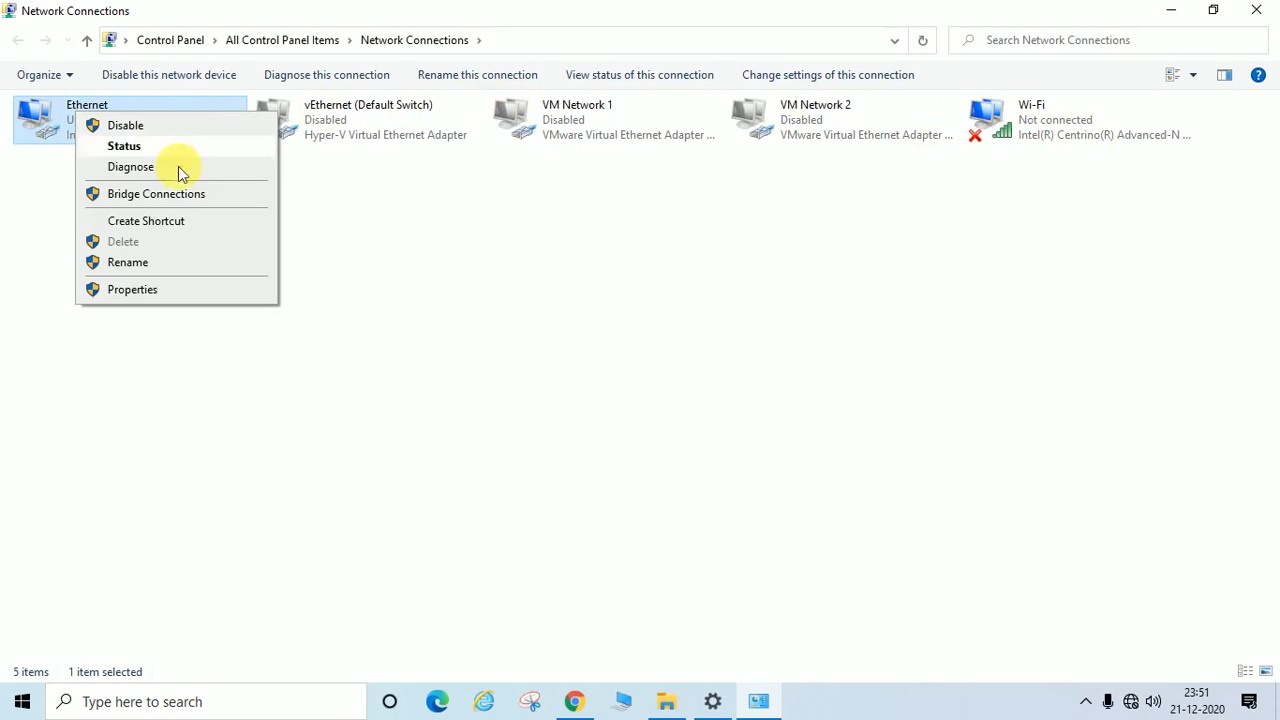 Network Connections
Control Panel All Control Panel Items Network Connections
Search Network Connections
Organize Disable this network device Diagnose this connection Rename this connection View status of this connection Change settings of this connection
Ethernet
vEthernet (Default Switch)
Disabled
Hyper-V Virtual Ethernet Adapter
VM Network 1
Disabled
VMware Virtual Ethernet Adapter ...
VM Network 2
Disabled
VMware Virtual Ethernet Adapter ...
Wi-Fi
Not connected
Intel(R) Centrino(R) Advanced-N ...
Disable
Status
Diagnose
Bridge Connections
Create Shortcut
Delete
Rename
Properties
5 items 1 item selected
Type here to search
23:51
21-12-2020